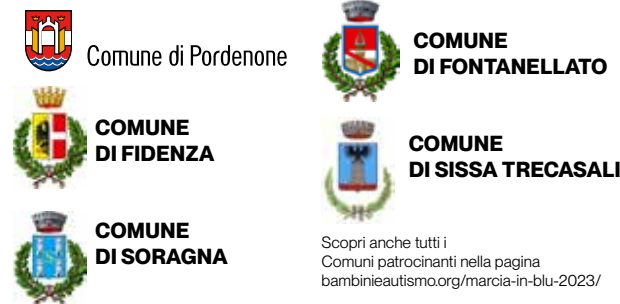 Comune di Pordenone
COMUNE
DI FIDENZA
COMUNE
DI SORAGNA
COMUNE
DI FONTANELLATO
COMUNE
DI SISSA TRECASALI
Scopri anche tutti i
Comuni patrocinanti nella pagina
bambinieautismo.org/marcia-in-blu-2023/